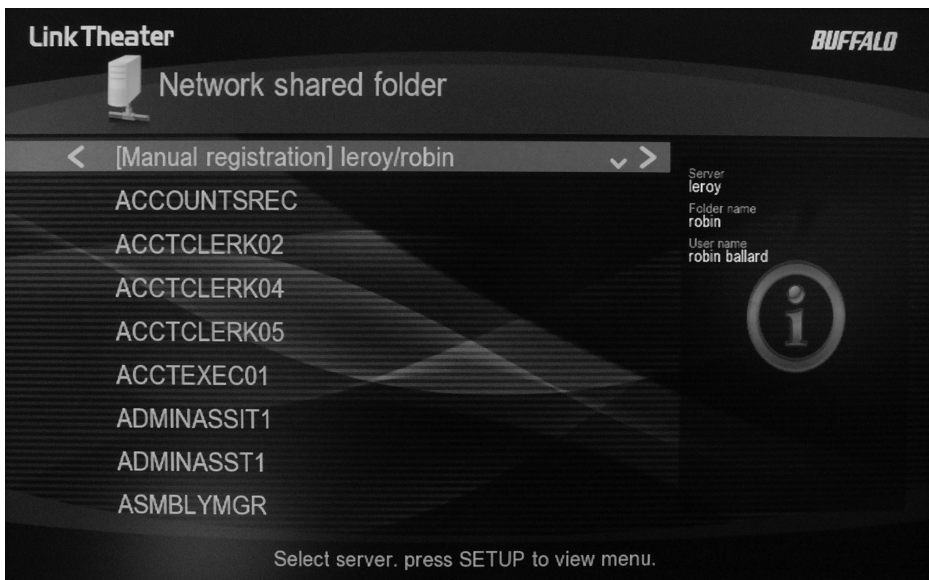 LinkTheater
BUFFALO
Network shared folder
[Manual registration] leroy/robin
ACCOUNTSREC
ACCTCLERK02
ACCTCLERK04
ACCTCLERK05
ACCTEXEC01
ADMINASSIT1
ADMINASST1
ASMBLYMGR
Server
leroy
Folder name
robin
User name
robin ballard
Select server. press SETUP to view menu.